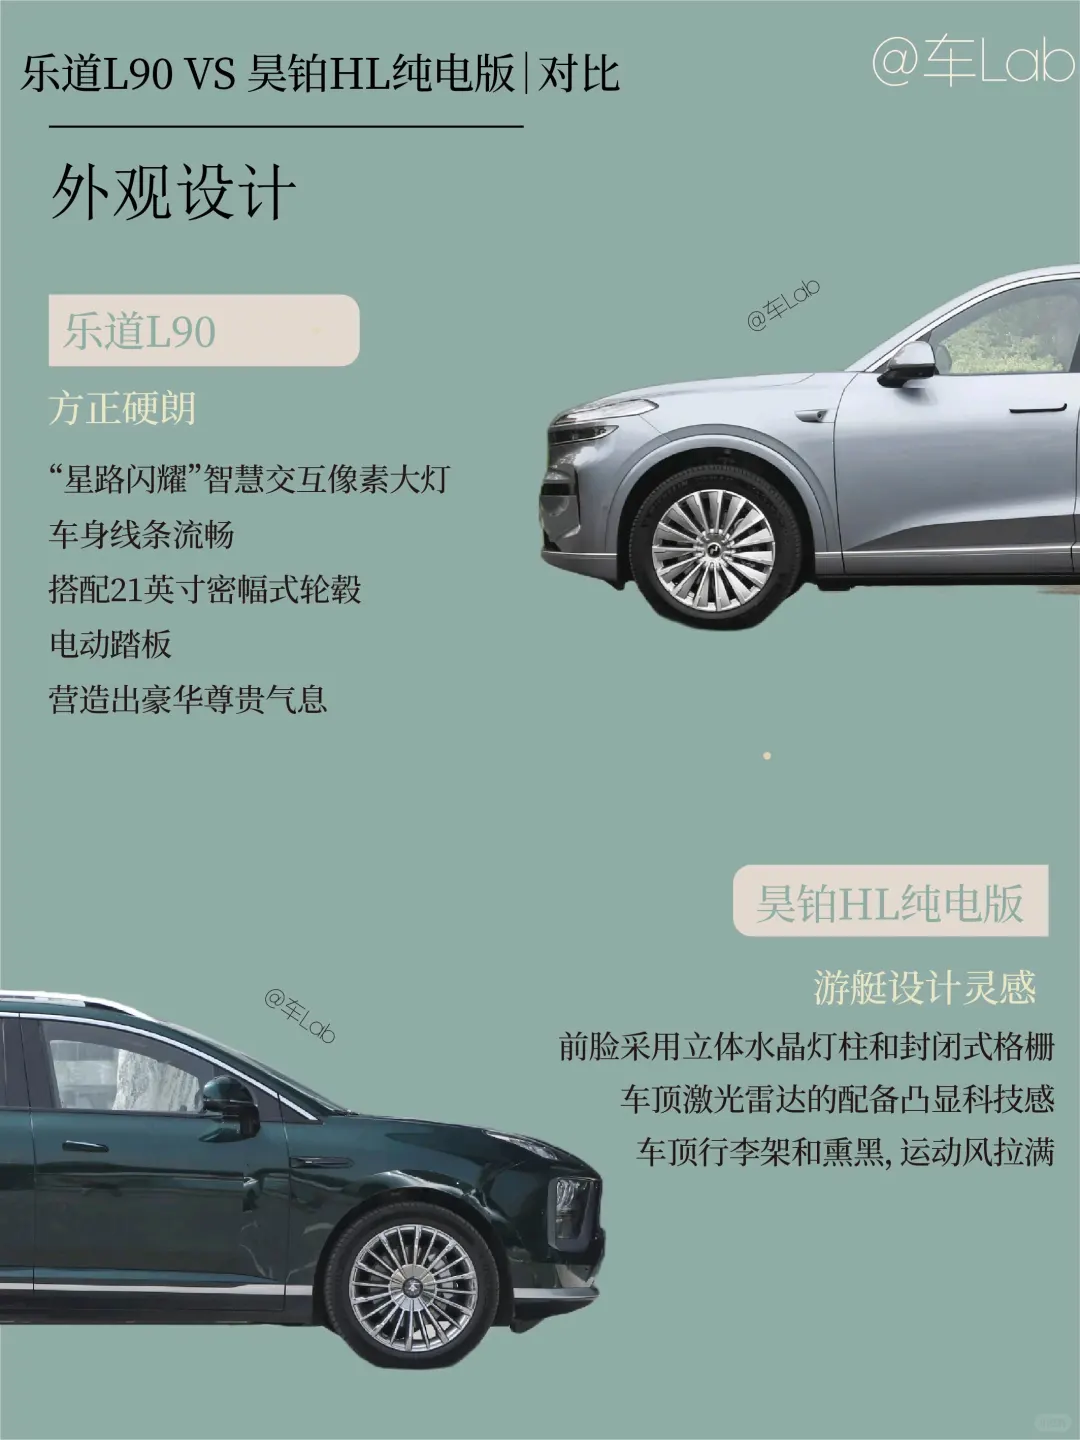 乐道L90 VS 昊铂HL纯电版|对比
@车Lab
外观设计
@车Lab
乐道L90
方正硬朗
“星路闪耀”智慧交互像素大灯
车身线条流畅
搭配21英寸密幅式轮毂
电动踏板
营造出豪华尊贵气息
昊铂HL纯电版
游艇设计灵感
@车Lab
前脸采用立体水晶灯柱和封闭式格栅
车顶激光雷达的配备凸显科技感
车顶行李架和熏黑, 运动风拉满